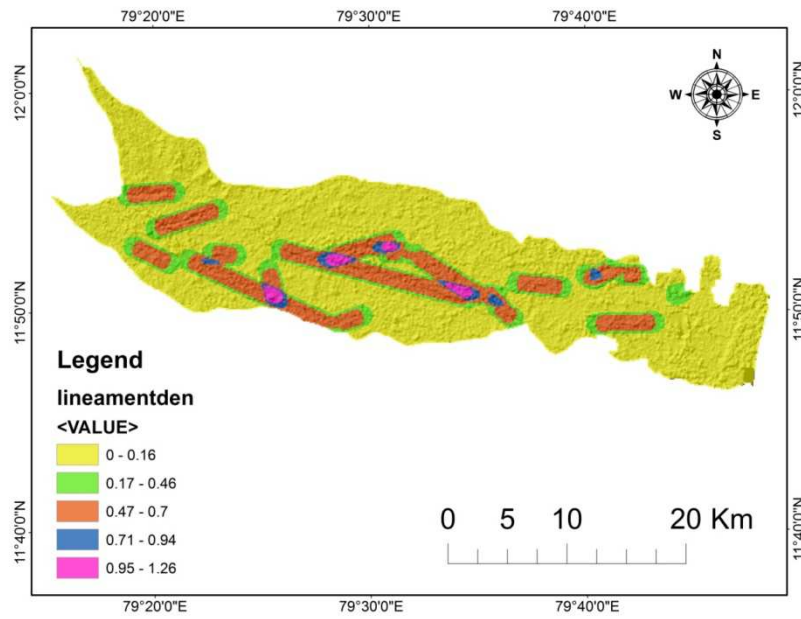 79°20'0"E 79°30'0"E 79°40'0"E
N
W E
S
12°0'0"N 12°0'0"N
11°50'0"N 11°50'0"N
Legend
lineamentden
<VALUE>
0 - 0.16
0.17 - 0.46
0.47 - 0.7
0.71 - 0.94
0.95 - 1.26
0 5 10 20 Km
11°40'0"N 11°40'0"N
79°20'0"E 79°30'0"E 79°40'0"E